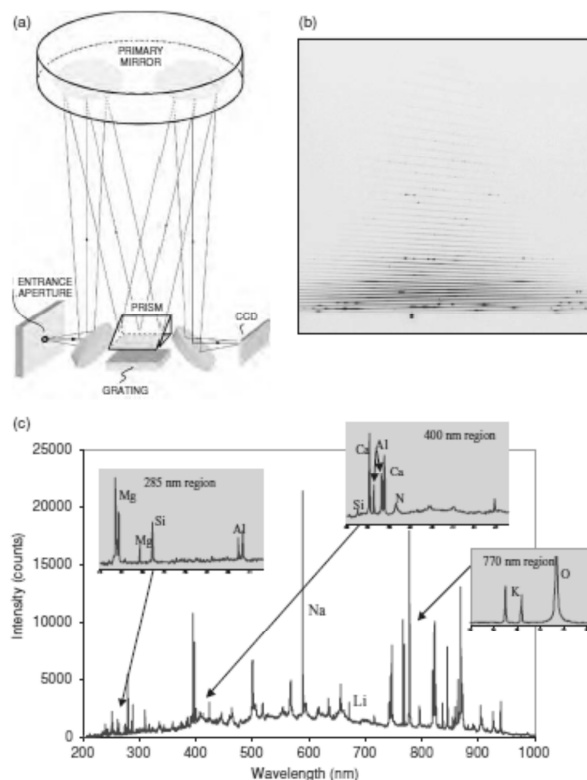 (a)
PRIMARY
MIRROR
ENTRANCE
APERTURE
PRISM
CCD
GRATING
(b)
(c)
Intensity (counts)
25000
20000
15000
10000
5000
0
285 nm region
Mg
Mg
Si
Al
400 nm region
Ca
Al
Ca
Si
N
770 nm region
K
O
Na
Li
200 300 400 500 600 700 800 900 1000
Wavelength (nm)